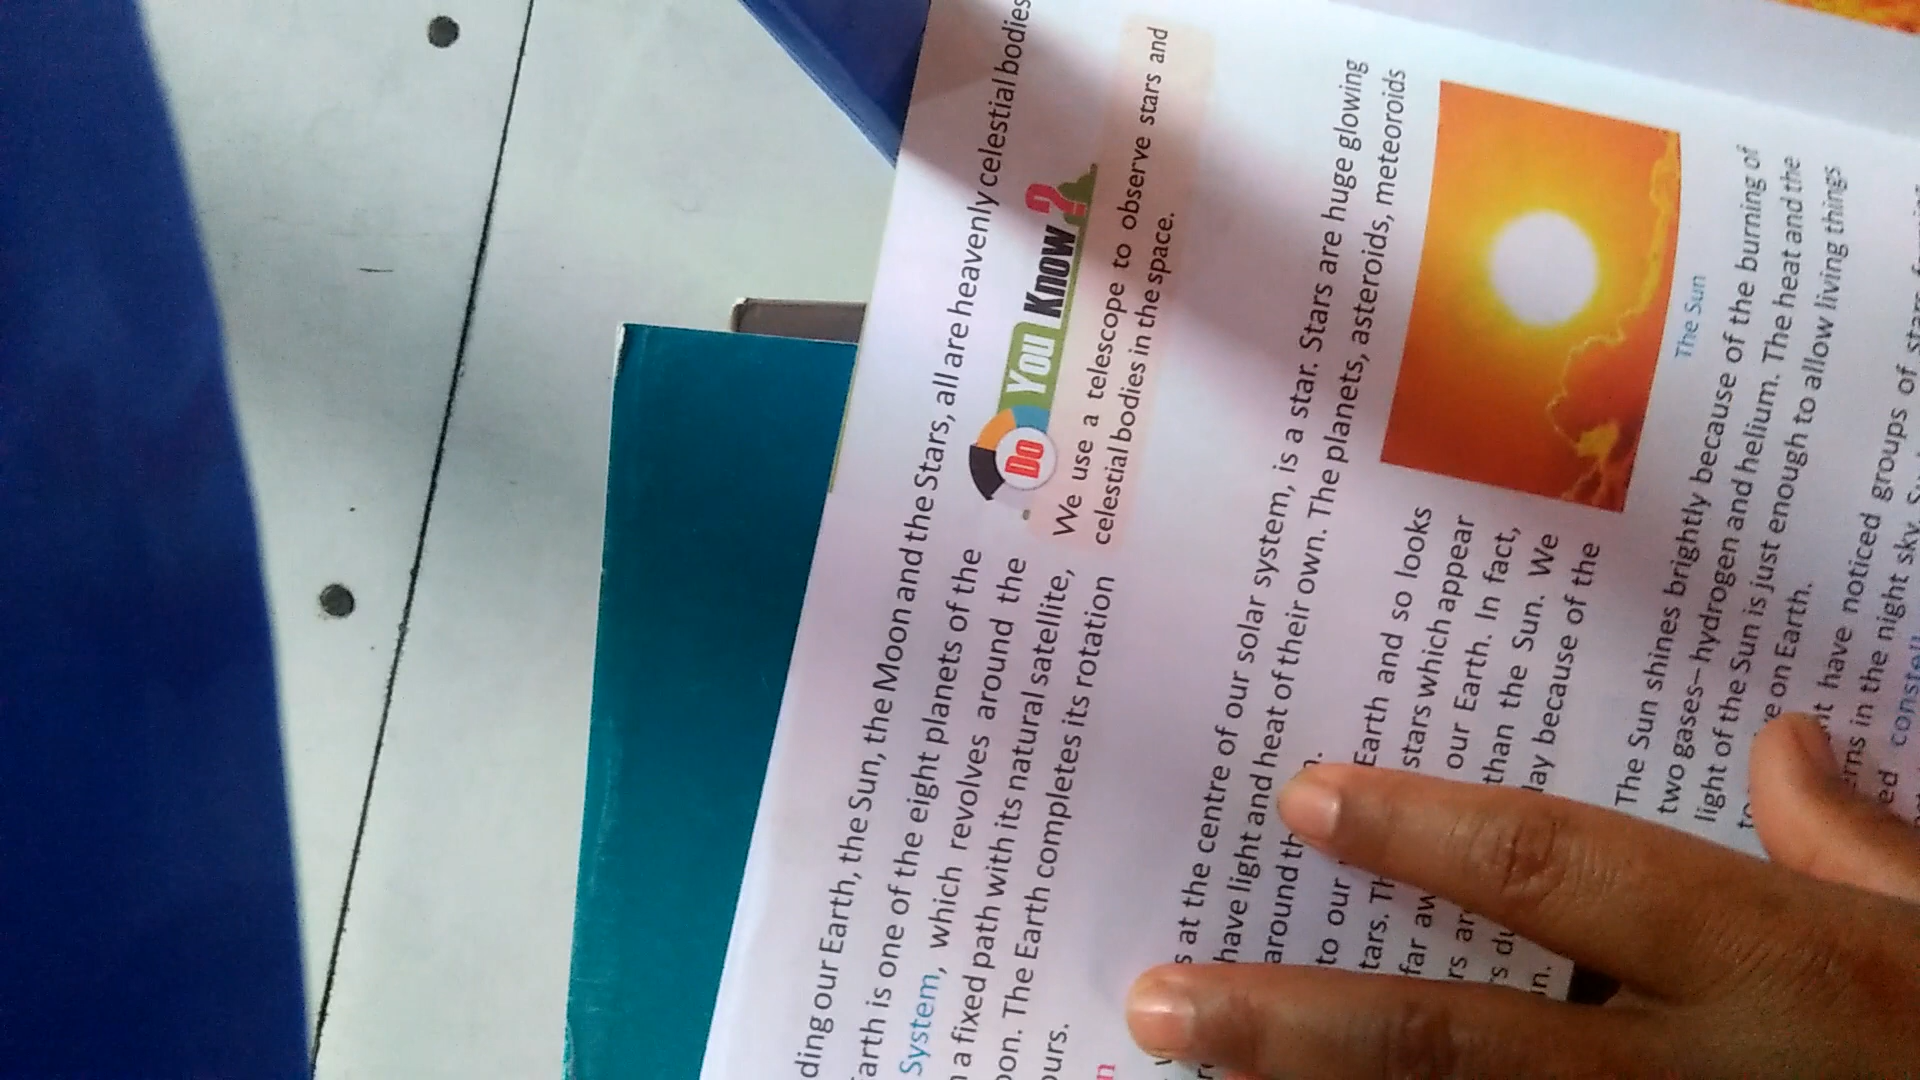 ding our Earth, the Sun, the Moon and the Stars, all are heavenly celestial bodies
arth is one of the eight planets of the
System, which revolves around the
a fixed path with its natural satellite,
oon. The Earth completes its rotation
ours.
Do You Know?
We use a telescope to observe stars and
celestial bodies in the space.
n
s at the centre of our solar system, is a star. Stars are huge glowing
have light and heat of their own. The planets, asteroids, meteoroids
around th
to our Earth and so looks
tars. Th stars which appear
far aw our Earth. In fact,
rs ar than the Sun. We
rs du lay because of the
n.
The Sun
The Sun shines brightly because of the burning of
two gases–hydrogen and helium. The heat and the
light of the Sun is just enough to allow living things
e on Earth.
ht have noticed groups of stars
erns in the night sky.
ed constell